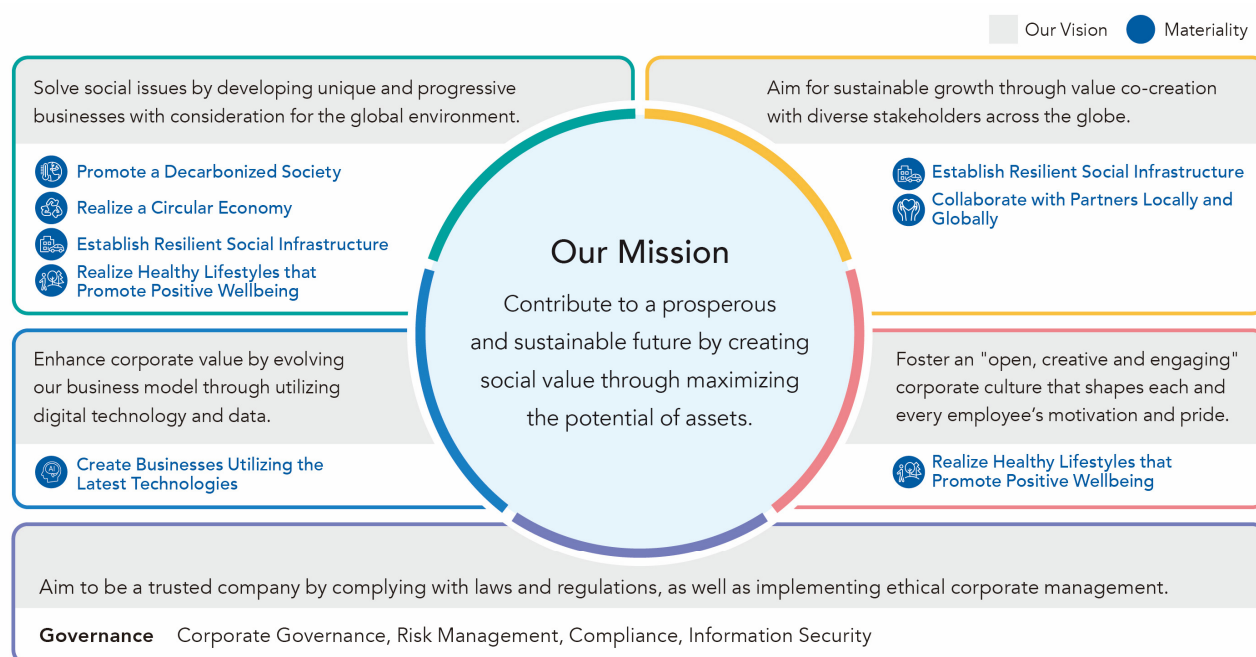 Our Vision
Materiality
Solve social issues by developing unique and progressive
businesses with consideration for the global environment.
Promote a Decarbonized Society
Realize a Circular Economy
Establish Resilient Social Infrastructure
Realize Healthy Lifestyles that
Promote Positive Wellbeing
Aim for sustainable growth through value co-creation
with diverse stakeholders across the globe.
Establish Resilient Social Infrastructure
Collaborate with Partners Locally and
Globally
Our Mission
Contribute to a prosperous
and sustainable future by creating
social value through maximizing
the potential of assets.
Enhance corporate value by evolving
our business model through utilizing
digital technology and data.
AI
Create Businesses Utilizing the
Latest Technologies
Foster an "open, creative and engaging"
corporate culture that shapes each and
every employee’s motivation and pride.
Realize Healthy Lifestyles that
Promote Positive Wellbeing
Aim to be a trusted company by complying with laws and regulations, as well as implementing ethical corporate management.
Governance Corporate Governance, Risk Management, Compliance, Information Security